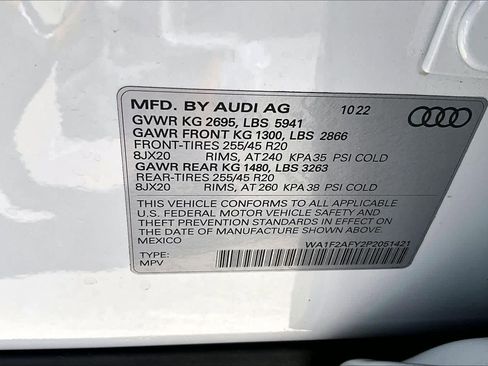 MFD. BY AUDI AG 10 22
GVWR KG 2695, LBS 5941
GAWR FRONT KG 1300, LBS 2866
FRONT-TIRES 255/45 R20
8JX20 RIMS, AT 240 KPA 35 PSI COLD
GAWR REAR KG 1480, LBS 3263
REAR-TIRES 255/45 R20
8JX20 RIMS, AT 260 KPA 38 PSI COLD
THIS VEHICLE CONFORMS TO ALL APPLICABLE
U.S. FEDERAL MOTOR VEHICLE SAFETY AND
THEFT PREVENTION STANDARDS IN EFFECT ON
THE DATE OF MANUFACTURE SHOWN ABOVE.
MEXICO WA1F2AFY2P2051421
TYPE:
MPV